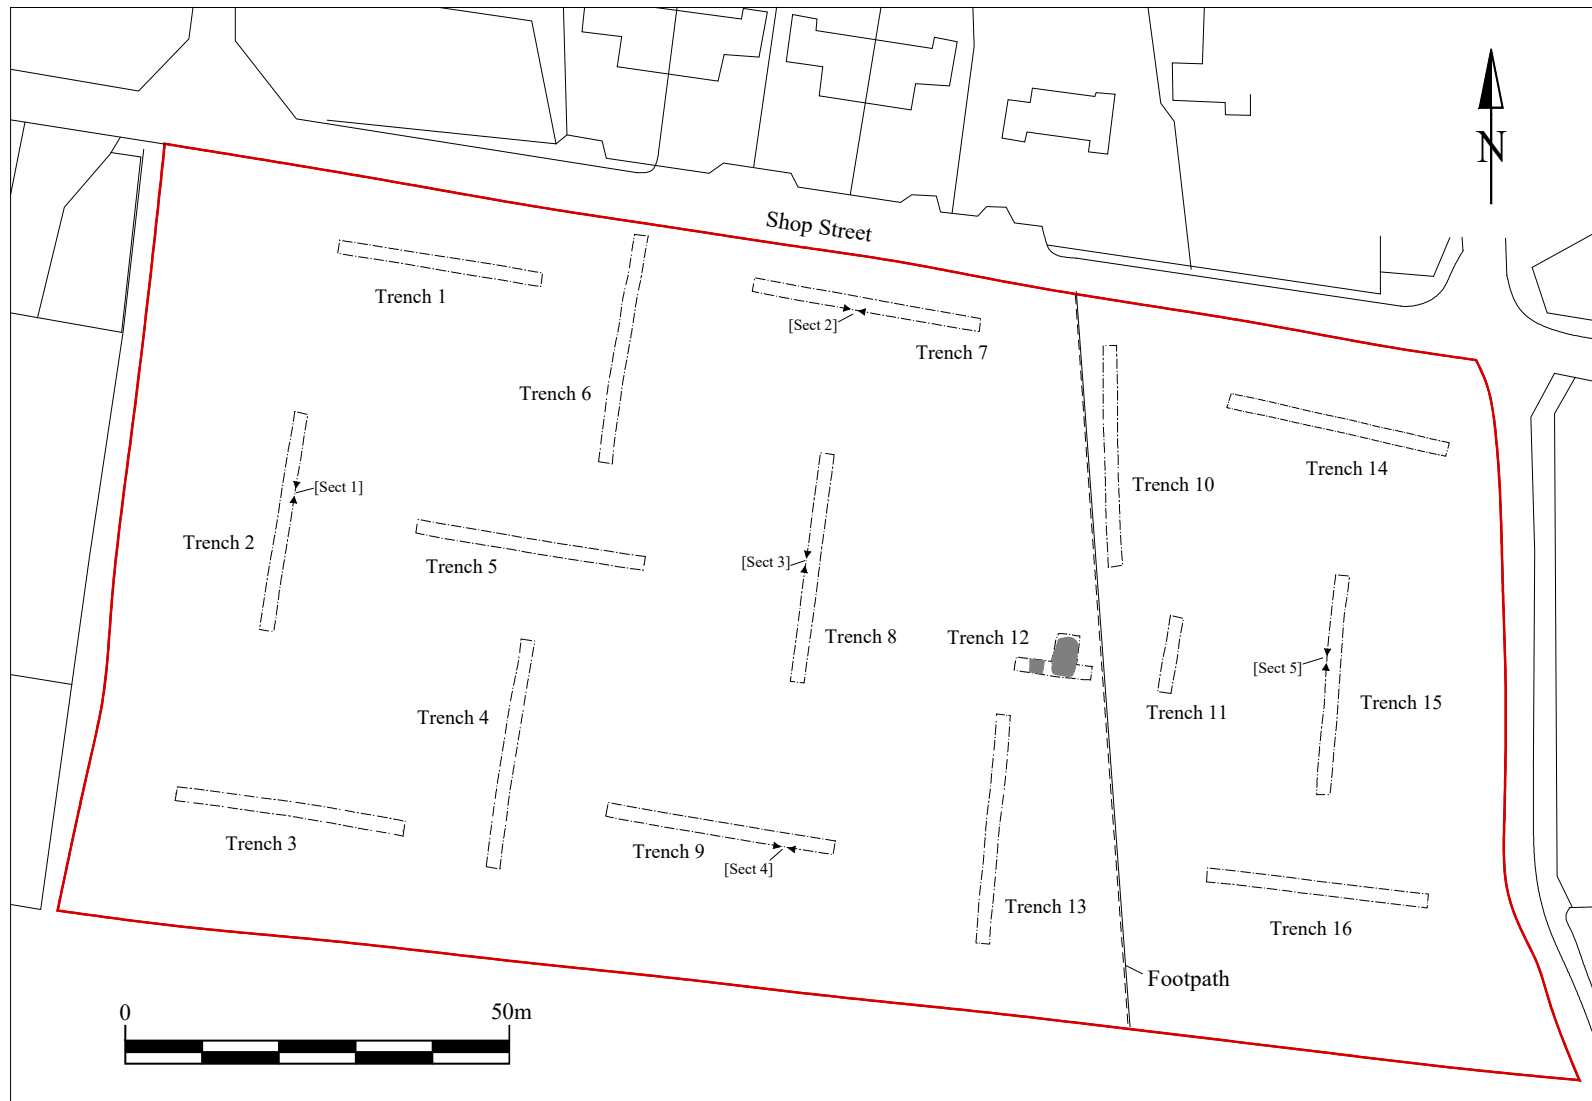 N
Shop Street
Trench 1
[Sect 2]
Trench 7
Trench 6
Trench 14
Trench 10
[Sect 1]
Trench 2
Trench 5
[Sect 3]
Trench 8
Trench 12
[Sect 5]
Trench 15
Trench 11
Trench 4
Trench 3
Trench 9
[Sect 4]
Trench 13
Trench 16
Footpath
0 50m